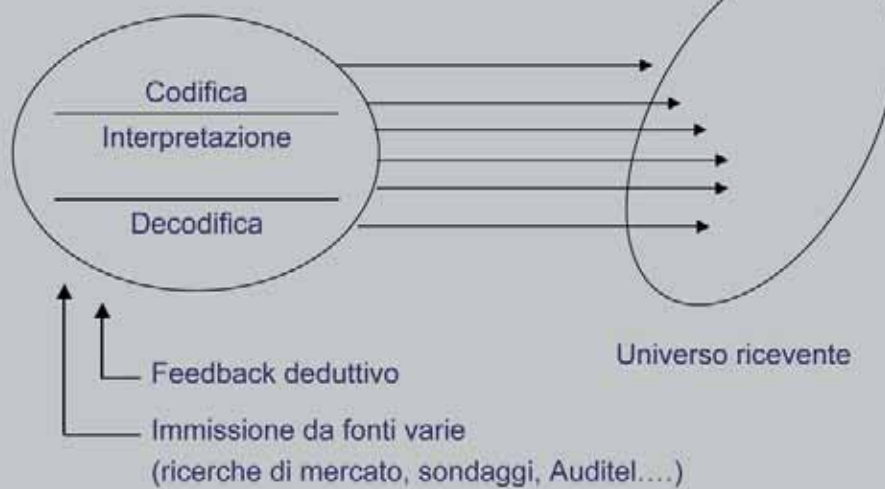 Codifica
Interpretazione
Decodifica
Universo ricevente
Feedback deduttivo
Immissione da fonti varie
(ricerche di mercato, sondaggi, Auditel....)